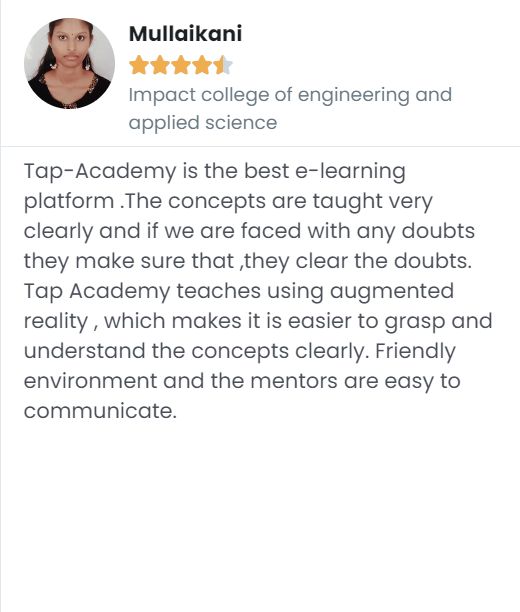 Mullaikani
Impact college of engineering and
applied science
Tap-Academy is the best e-learning
platform .The concepts are taught very
clearly and if we are faced with any doubts
they make sure that ,they clear the doubts.
Tap Academy teaches using augmented
reality , which makes it is easier to grasp and
understand the concepts clearly. Friendly
environment and the mentors are easy to
communicate.